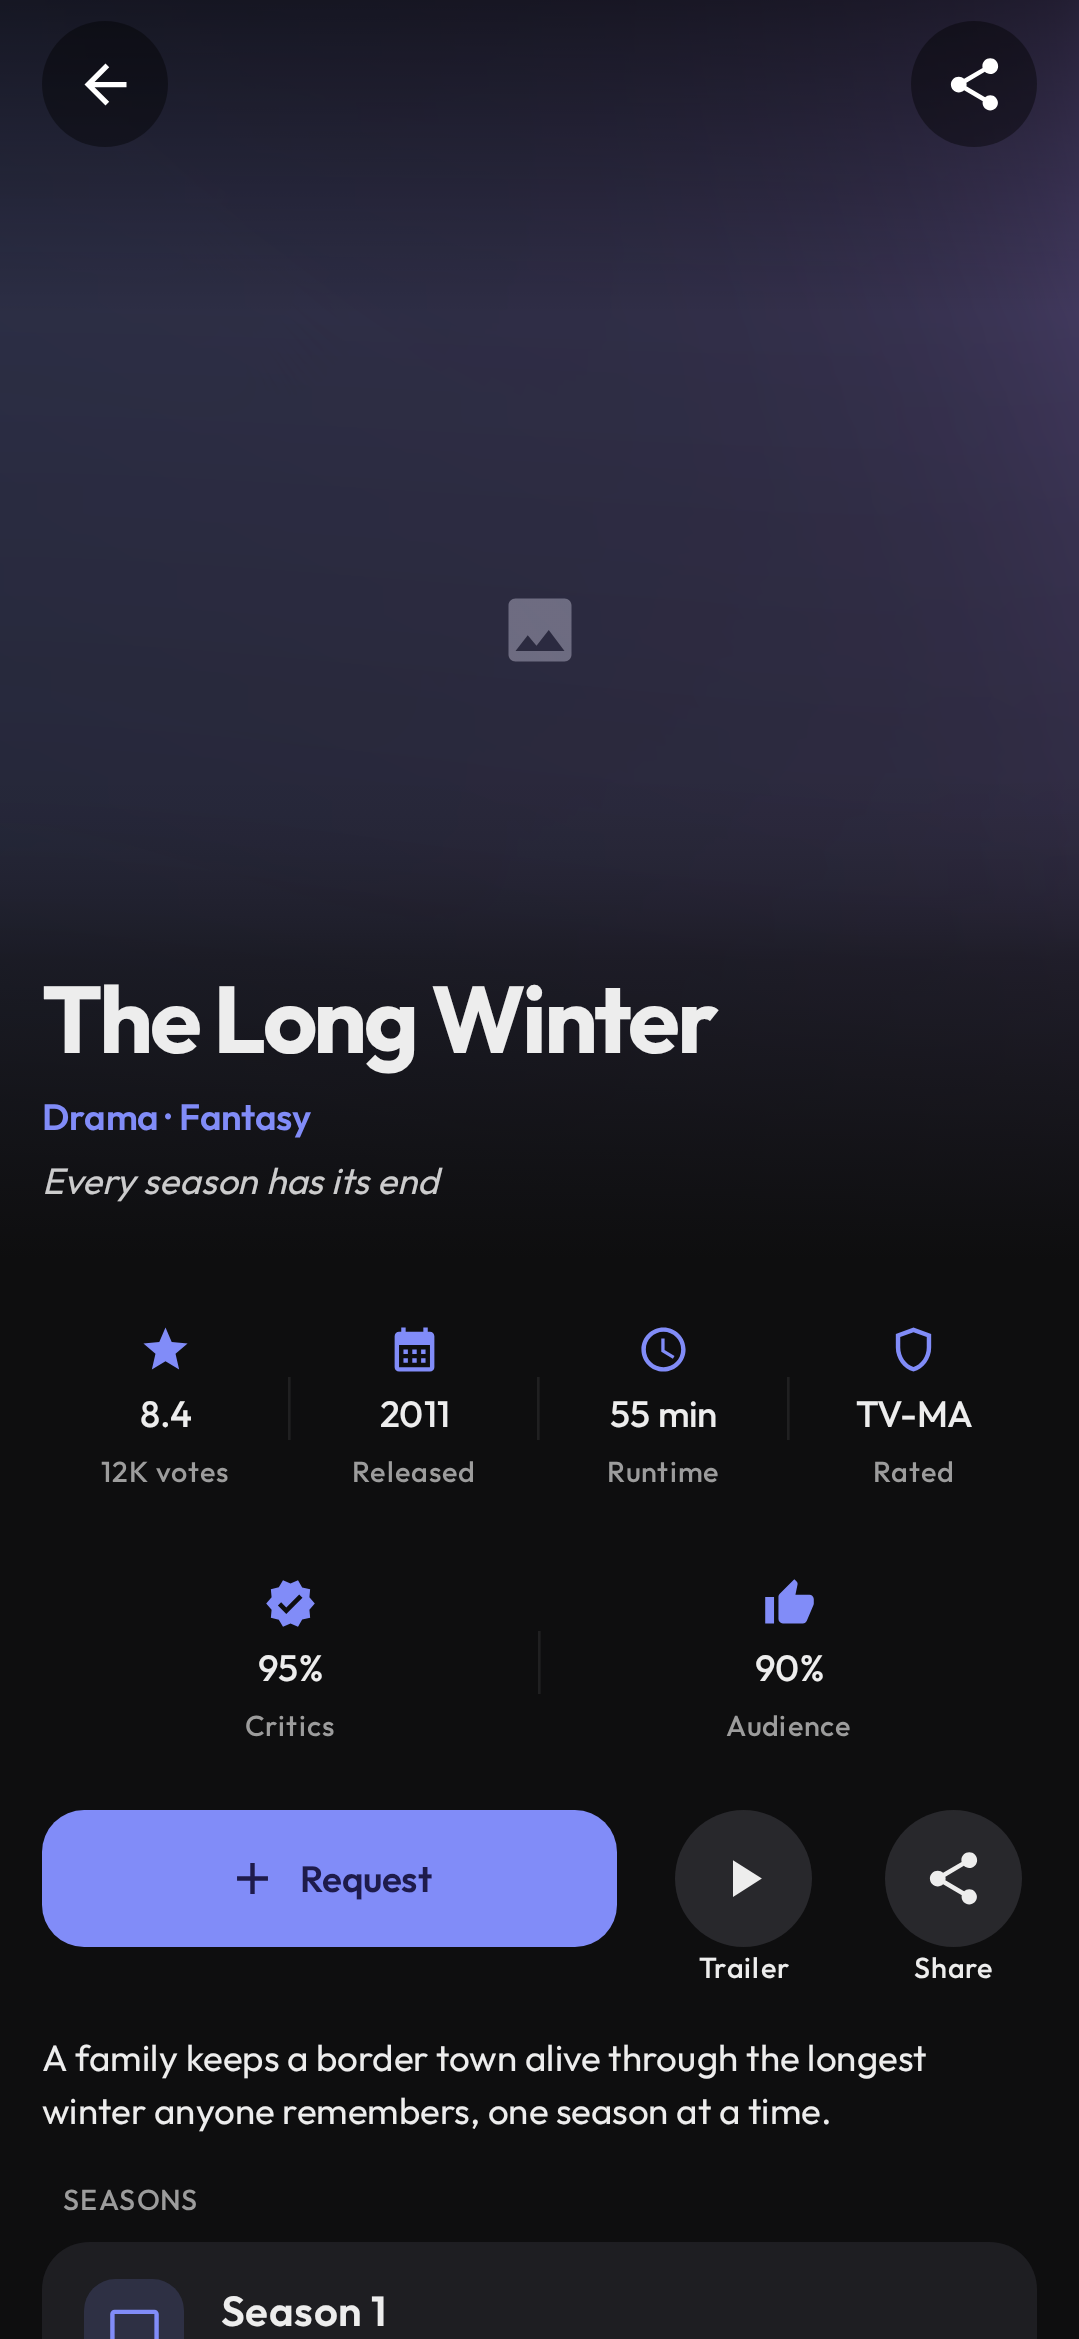 The Long Winter
Drama · Fantasy
Every season has its end
8.4
12K votes
2011
Released
55 min
Runtime
TV-MA
Rated
95%
Critics
90%
Audience
Request
Trailer
Share
A family keeps a border town alive through the longest
winter anyone remembers, one season at a time.
SEASONS
Season 1